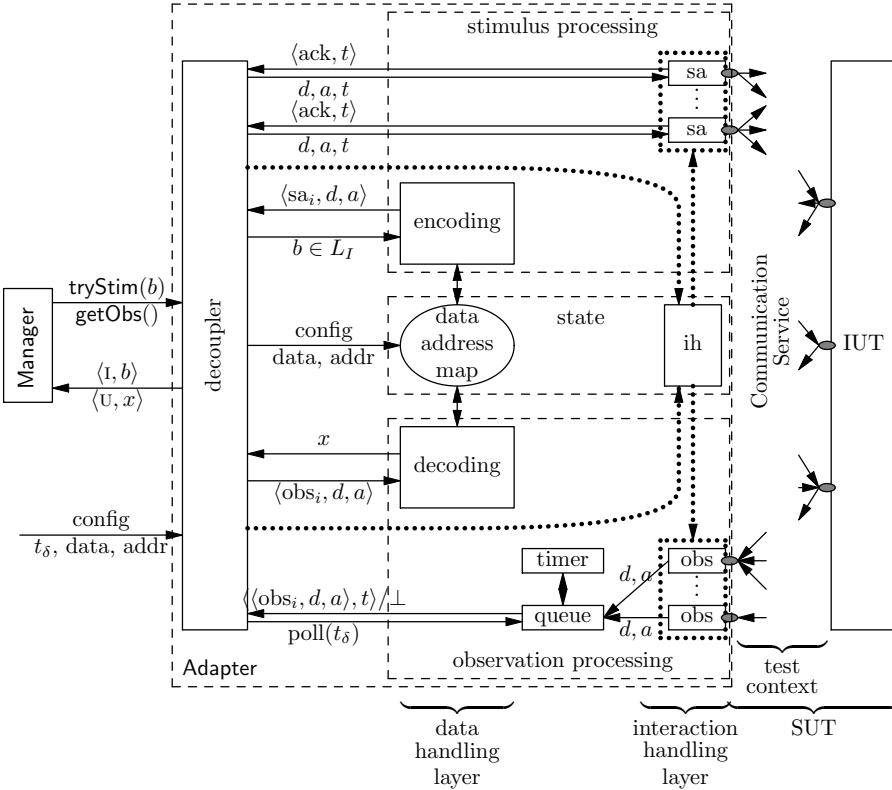 stimulus processing
⟨ack, t⟩
sa
d, a, t
⋮
⟨ack, t⟩
sa
d, a, t
⟨sa_i, d, a⟩
encoding
b ∈ L_I
Manager
tryStim(b)
getObs()
⟨I, b⟩
⟨U, x⟩
decoupler
config
data, addr
data
address
map
state
ih
Communication
Service
IUT
x
decoding
⟨obs_i, d, a⟩
config
t_δ, data, addr
timer
d, a
obs
⋮
⟨⟨obs_i, d, a⟩, t⟩/⊥
queue
obs
poll(t_δ)
d, a
Adapter
observation processing
test
context
data
handling
layer
interaction
handling
layer
SUT